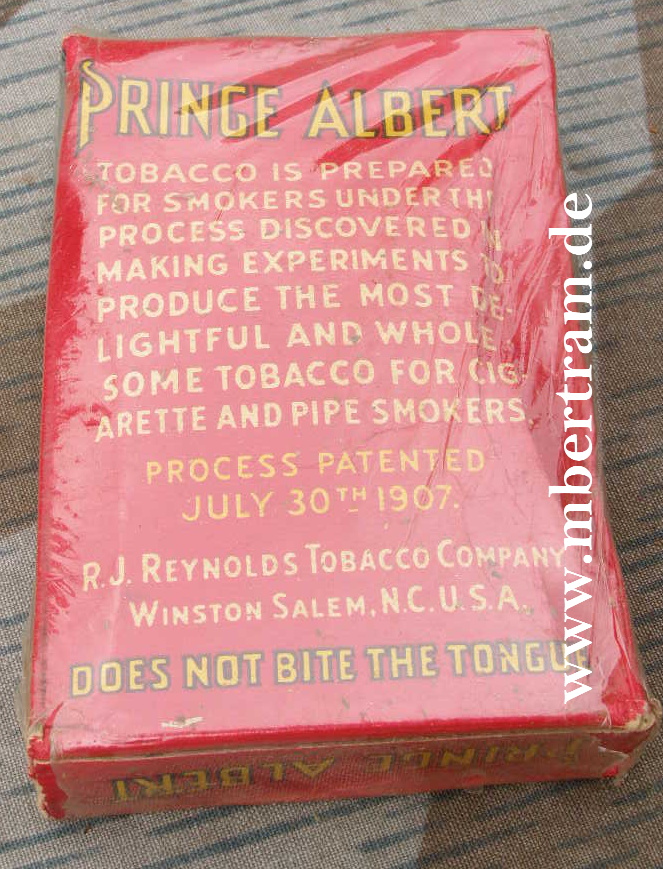 PRINCE ALBERT
TOBACCO IS PREPARED
FOR SMOKERS UNDER THE
PROCESS DISCOVERED IN
MAKING EXPERIMENTS TO
PRODUCE THE MOST DE-
LIGHTFUL AND WHOLE-
SOME TOBACCO FOR CIG-
ARETTE AND PIPE SMOKERS.
PROCESS PATENTED
JULY 30TH 1907.
R.J. REYNOLDS TOBACCO COMPANY
WINSTON SALEM, N.C. U.S.A.
DOES NOT BITE THE TONGUE
PRINCE ALBERT
www.mbertram.de